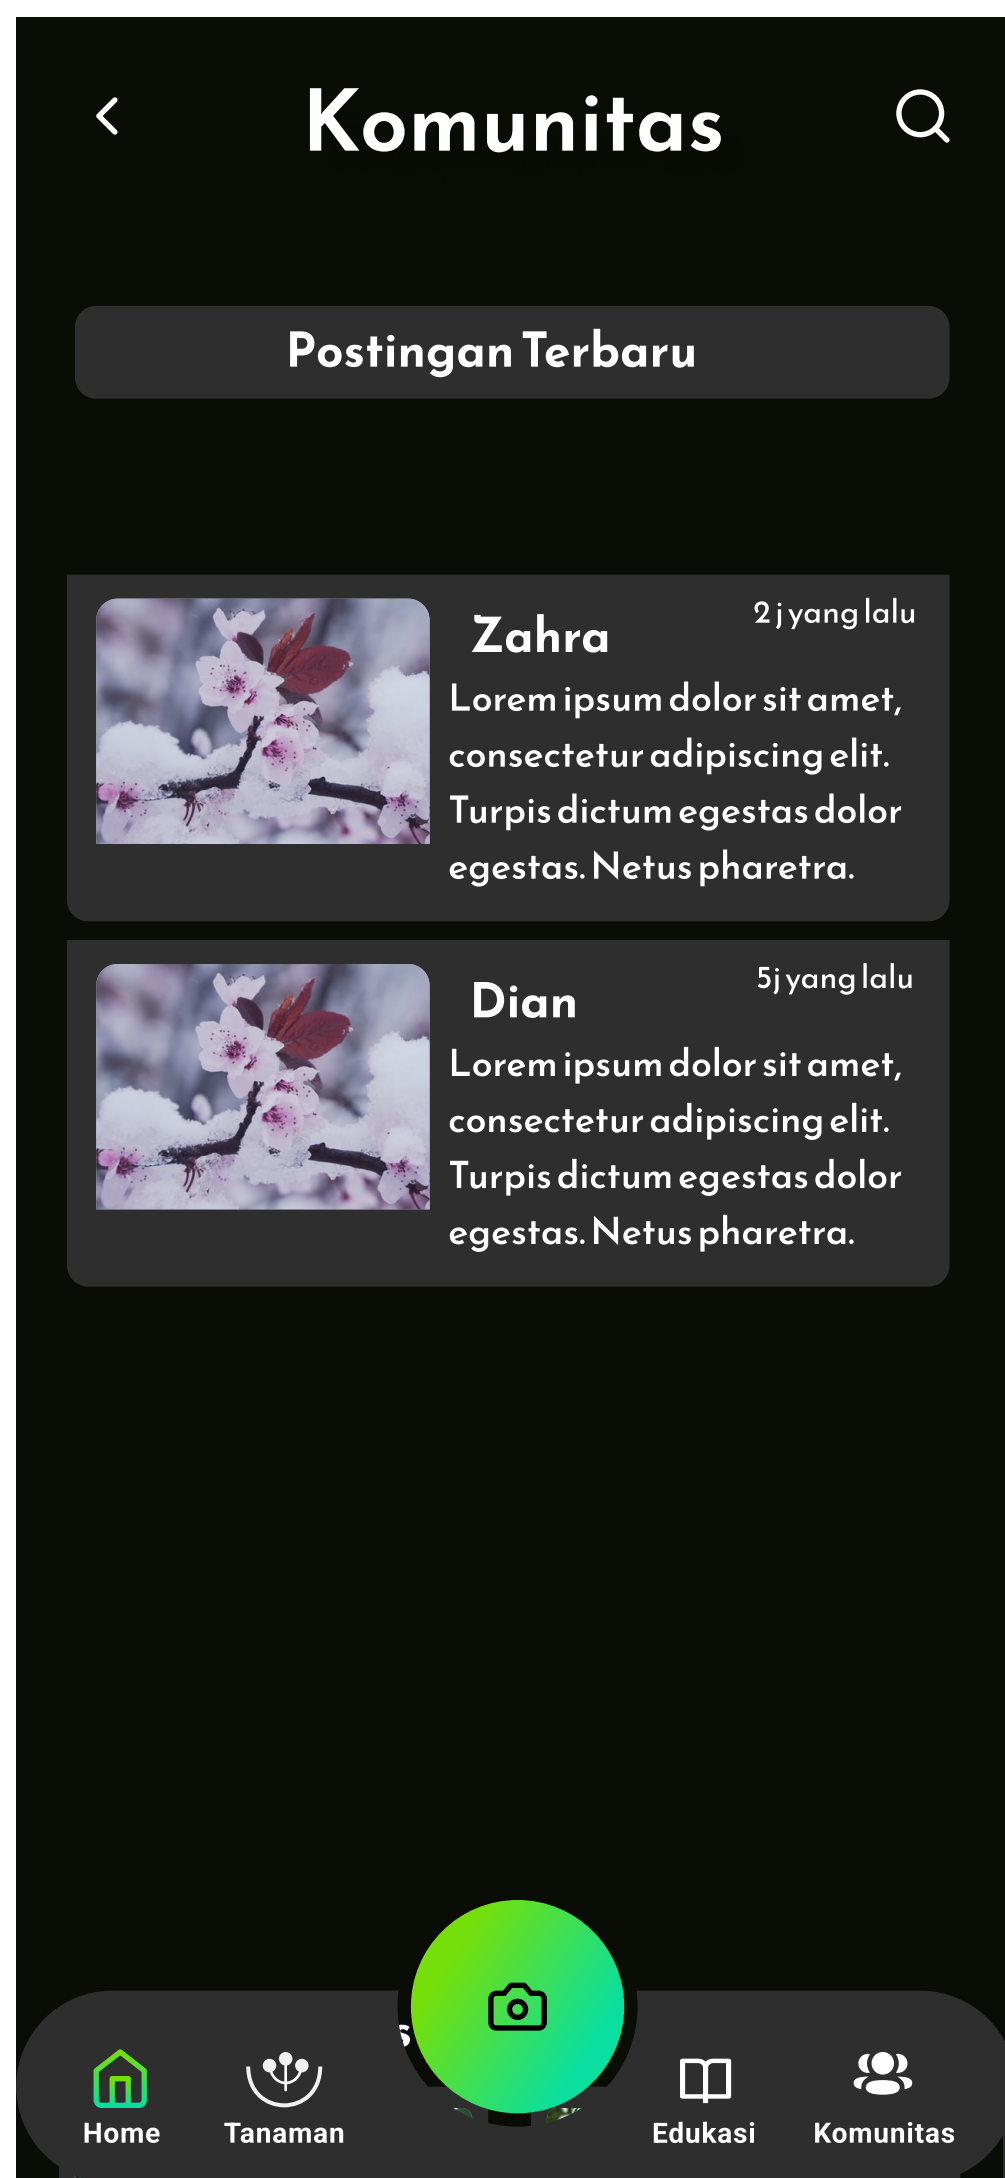 Komunitas
Postingan Terbaru
Zahra
2 j yang lalu
Lorem ipsum dolor sit amet,
consectetur adipiscing elit.
Turpis dictum egestas dolor
egestas. Netus pharetra.
Dian
5j yang lalu
Lorem ipsum dolor sit amet,
consectetur adipiscing elit.
Turpis dictum egestas dolor
egestas. Netus pharetra.
Home
Tanaman
Edukasi
Komunitas